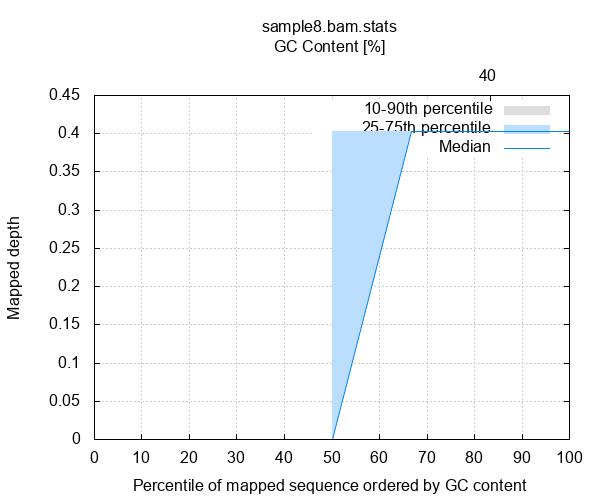 sample8.bam.stats
GC Content [%]
40
10-90th percentile
25-75th percentile
Median
0.45
0.4
0.35
0.3
0.25
0.2
0.15
0.1
0.05
0
Mapped depth
0 10 20 30 40 50 60 70 80 90 100
Percentile of mapped sequence ordered by GC content